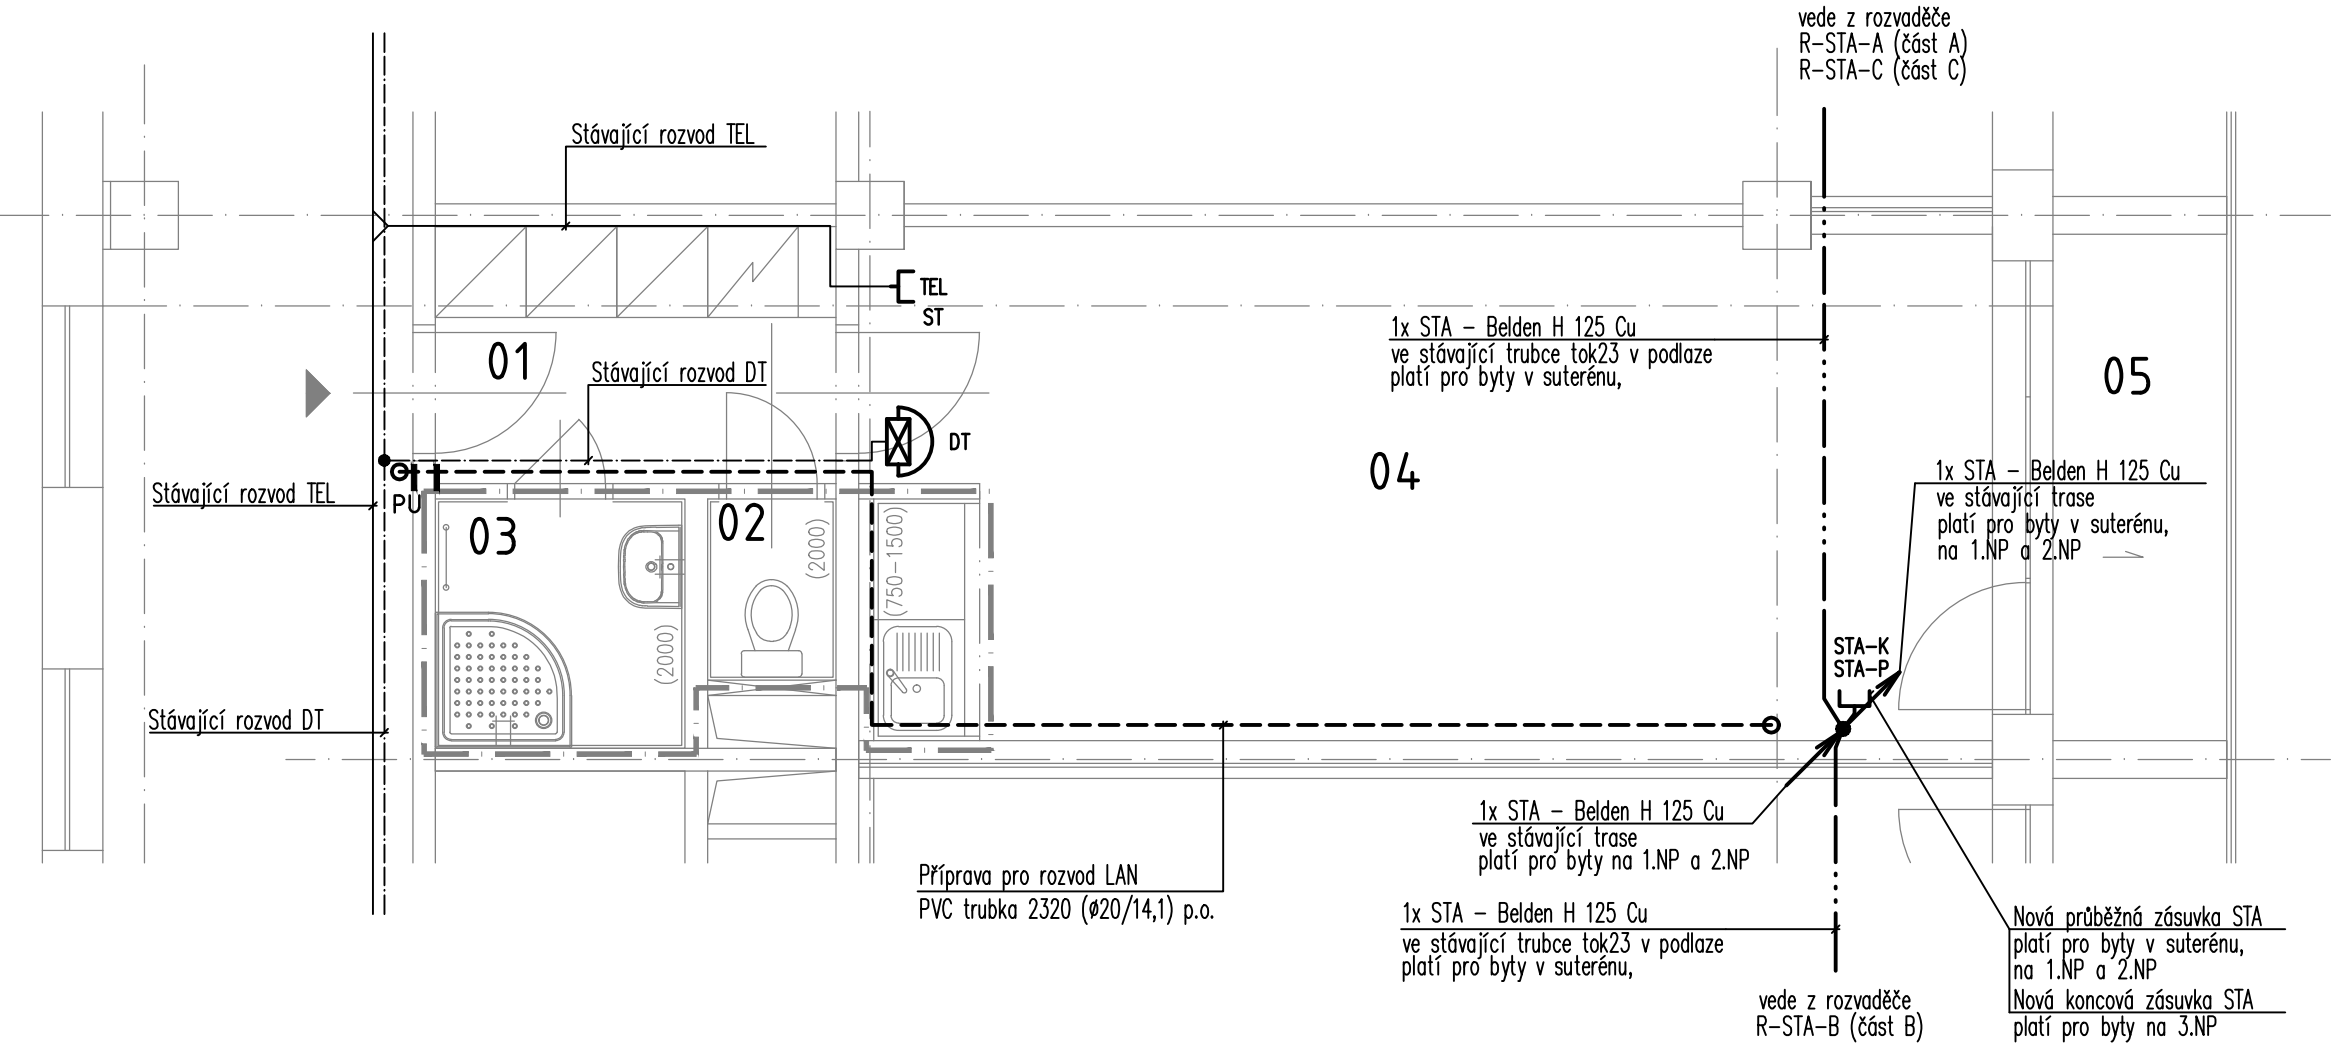 vede z rozvaděče
R-STA-A (část A)
R-STA-C (část C)
Stávající rozvod TEL
TEL
ST
1x STA - Belden H 125 Cu
ve stávající trubce tok23 v podlaze
platí pro byty v suterénu,
01
Stávající rozvod DT
05
DT
04
1x STA - Belden H 125 Cu
ve stávající trase
platí pro byty v suterénu,
na 1.NP a 2.NP
Stávající rozvod TEL
PU
03
02
(2000)
(750-1500)
(2000)
STA-K
STA-P
Stávající rozvod DT
1x STA - Belden H 125 Cu
ve stávající trase
platí pro byty na 1.NP a 2.NP
Příprava pro rozvod LAN
PVC trubka 2320 (ø20/14,1) p.o.
1x STA - Belden H 125 Cu
ve stávající trubce tok23 v podlaze
platí pro byty v suterénu,
Nová průběžná zásuvka STA
platí pro byty v suterénu,
na 1.NP a 2.NP
Nová koncová zásuvka STA
platí pro byty na 3.NP
vede z rozvaděče
R-STA-B (část B)